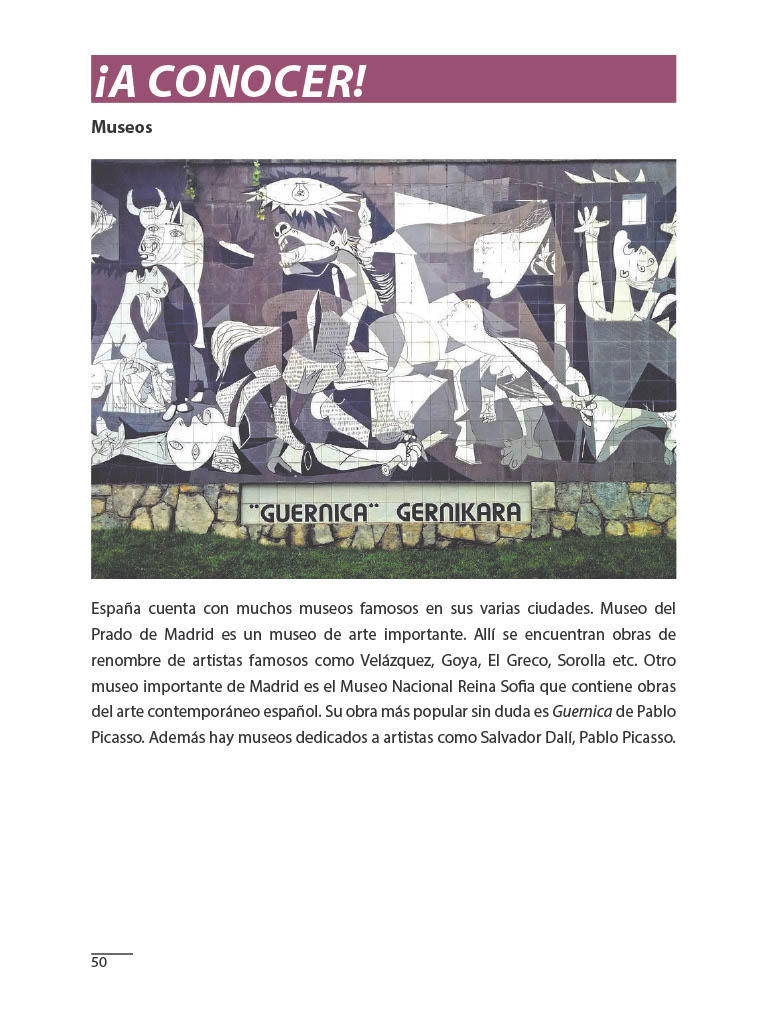 ¡A CONOCER!
Museos
¨GUERNICA¨ GERNIKARA
España cuenta con muchos museos famosos en sus varias ciudades. Museo del
Prado de Madrid es un museo de arte importante. Allí se encuentran obras de
renombre de artistas famosos como Velázquez, Goya, El Greco, Sorolla etc. Otro
museo importante de Madrid es el Museo Nacional Reina Sofia que contiene obras
del arte contemporáneo español. Su obra más popular sin duda es Guernica de Pablo
Picasso. Además hay museos dedicados a artistas como Salvador Dalí, Pablo Picasso.
50